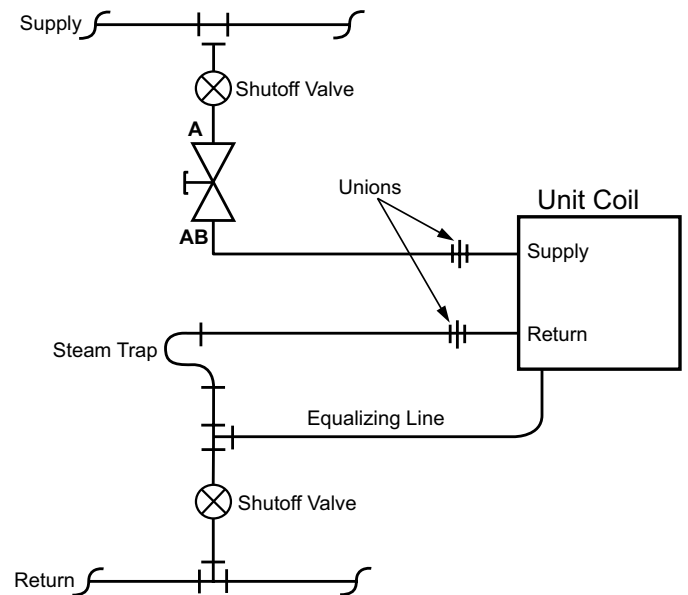 Supply
Shutoff Valve
A
Unions
Unit Coil
AB
Supply
Return
Steam Trap
Equalizing Line
Shutoff Valve
Return